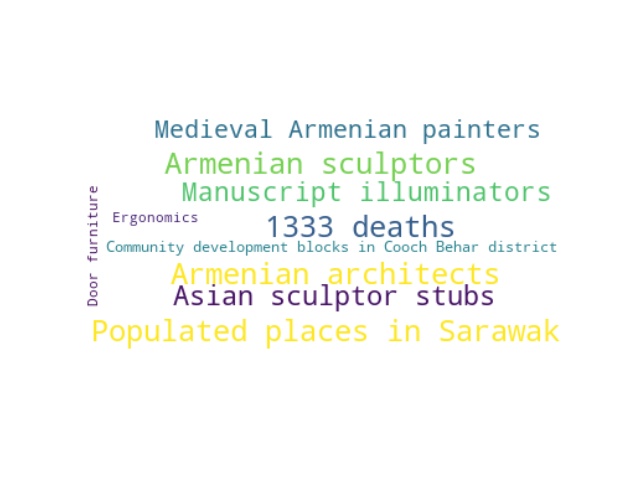 Medieval Armenian painters
Armenian sculptors
Manuscript illuminators
Door furniture
Ergonomics
1333 deaths
Community development blocks in Cooch Behar district
Armenian architects
Asian sculptor stubs
Populated places in Sarawak